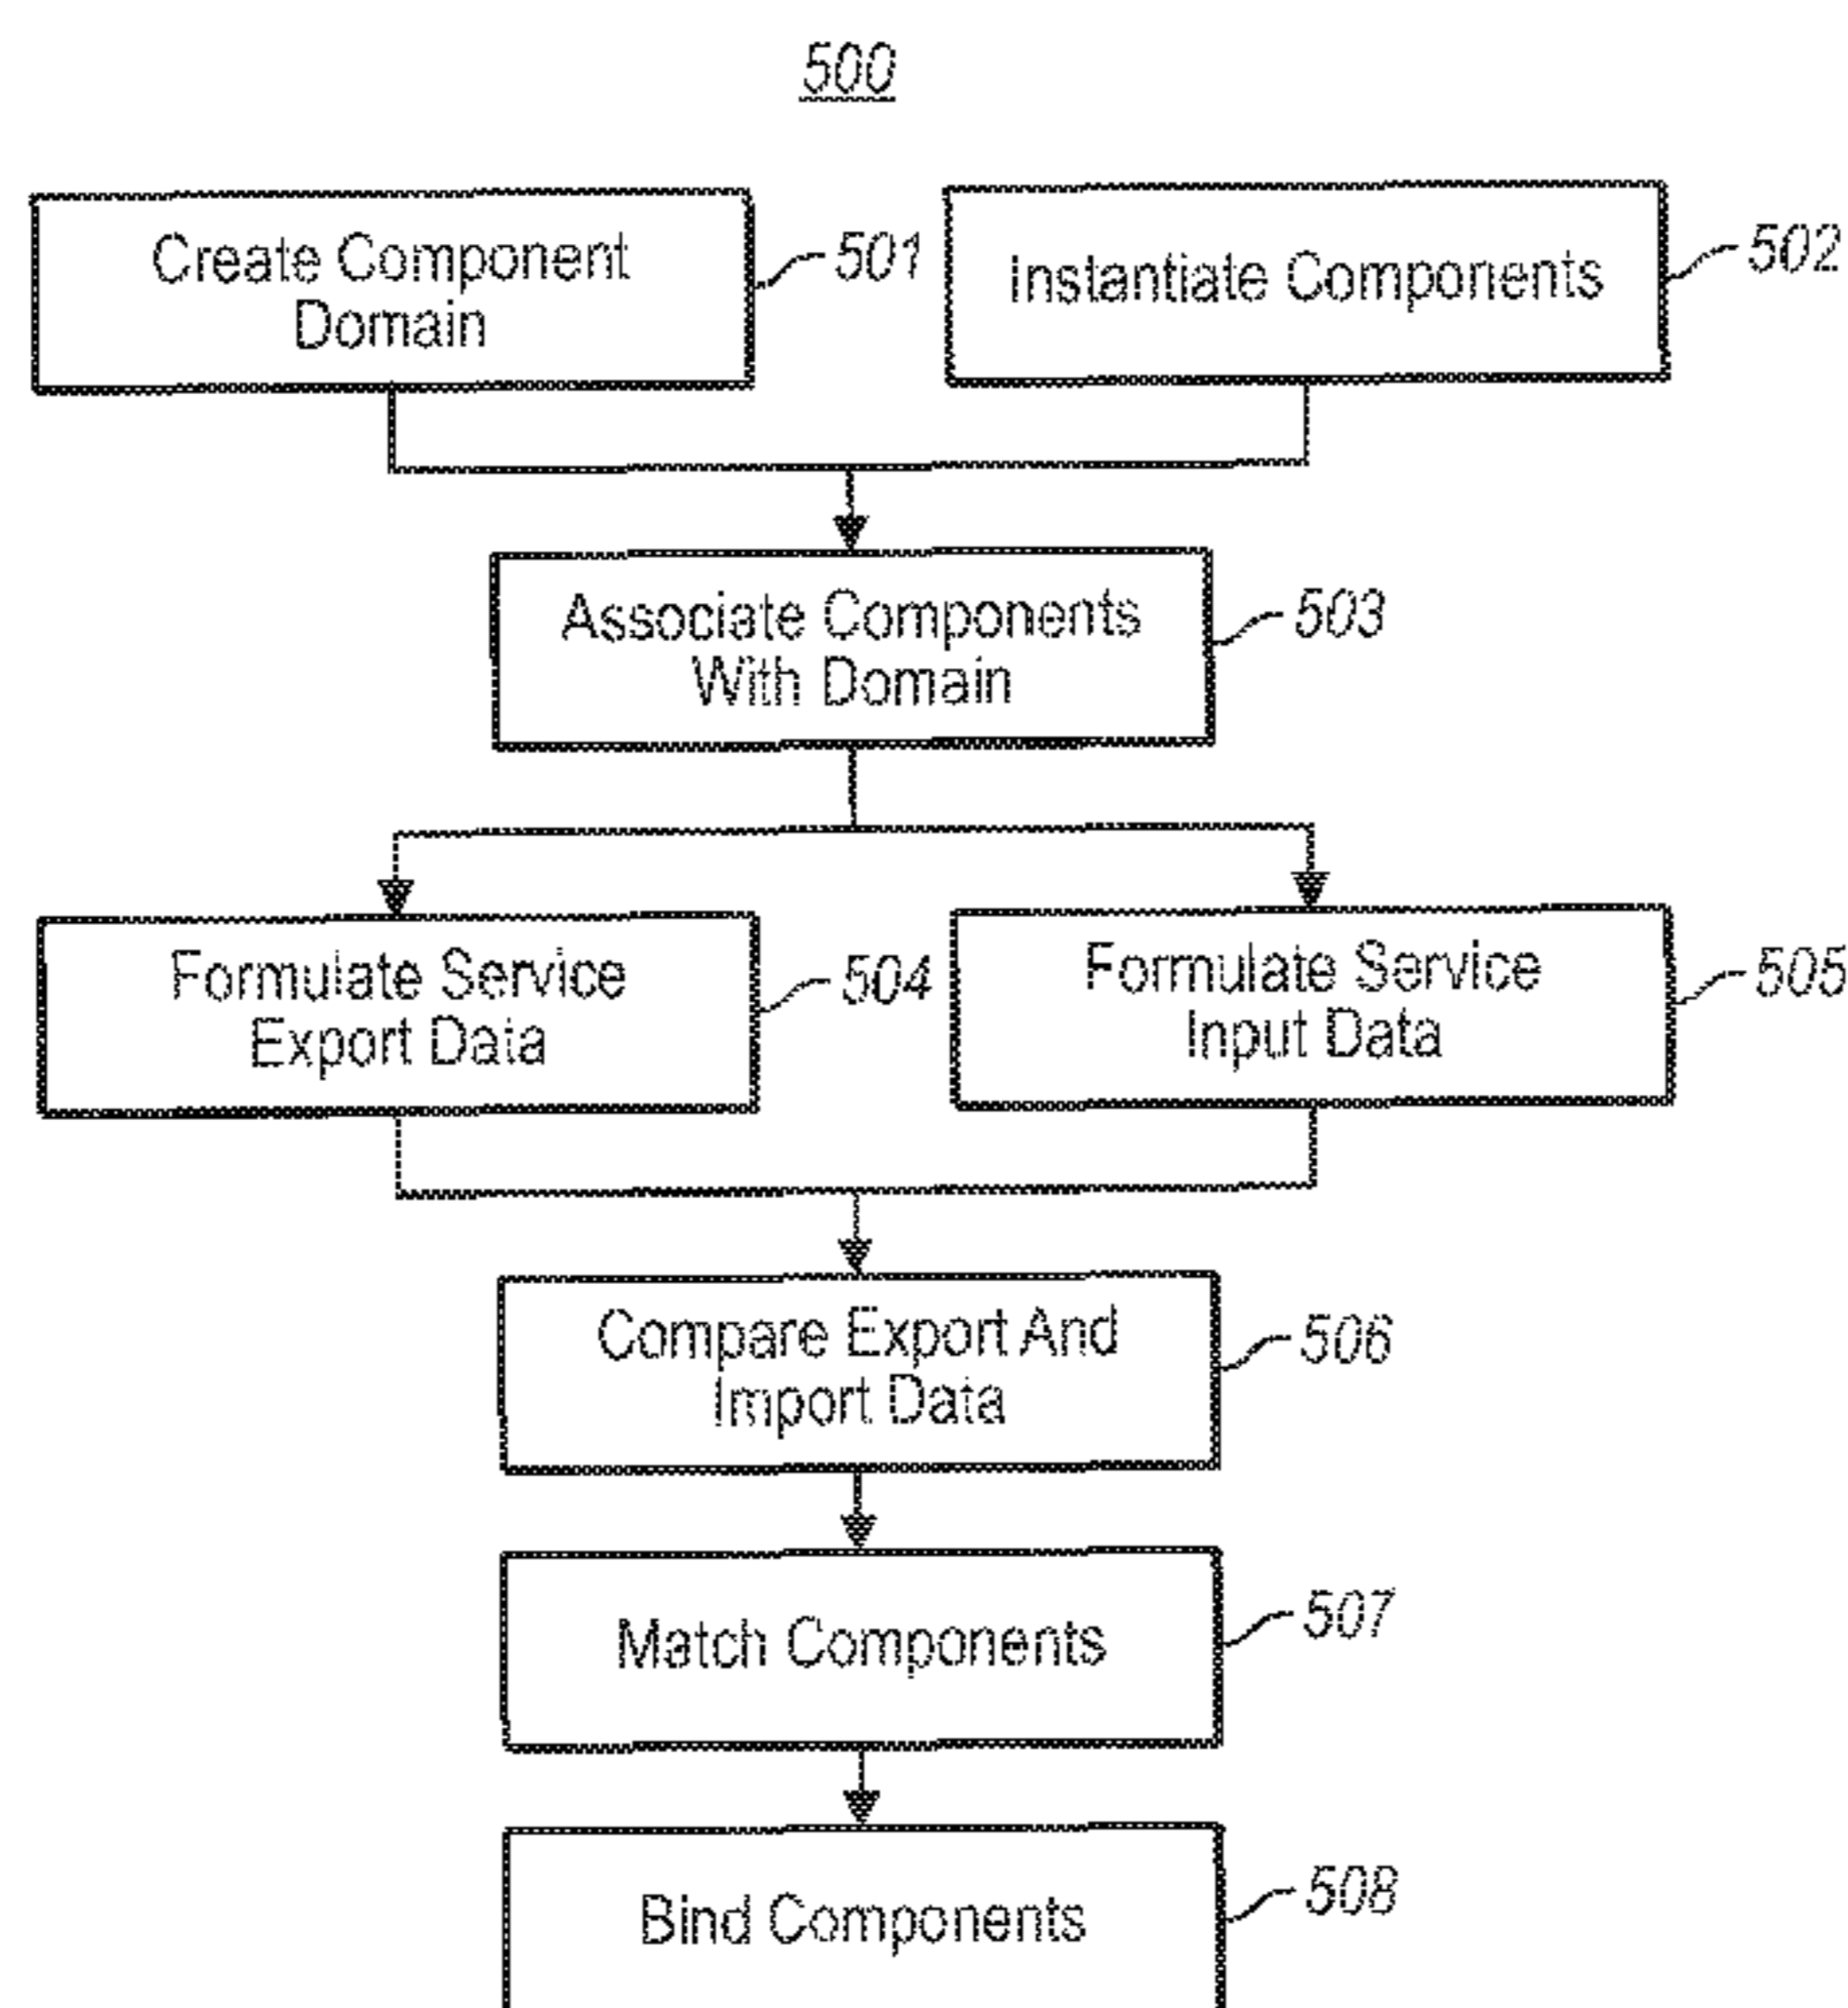 500
Create Component
Domain
501
Instantiate Components
502
Associate Components
With Domain
503
Formulate Service
Export Data
504
Formulate Service
Input Data
505
Compare Export And
Import Data
506
Match Components
507
Bind Components
508